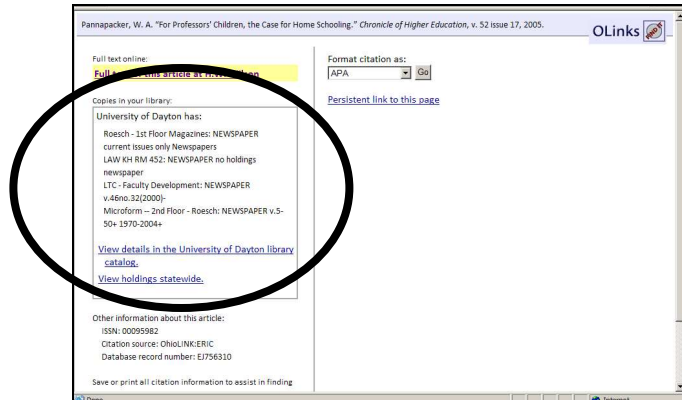 Pannapacker, W. A. "For Professors' Children, the Case for Home Schooling." Chronicle of Higher Education, v. 52 issue 17, 2005.
OLinks
Full text online:
Full this article at H.W.
Copies in your library:
University of Dayton has:
Roesch - 1st Floor Magazines: NEWSPAPER
current issues only Newspapers
LAW KH RM 452: NEWSPAPER no holdings
newspaper
LTC - Faculty Development: NEWSPAPER
v.46no.32(2000)-
Microform -- 2nd Floor - Roesch: NEWSPAPER v.5-
50+ 1970-2004+
View details in the University of Dayton library
catalog.
View holdings statewide.
Other information about this article:
ISSN: 00095982
Citation source: OhioLINK:ERIC
Database record number: EJ756310
Save or print all citation information to assist in finding
Format citation as:
APA Go
Persistent link to this page
Done
Internet